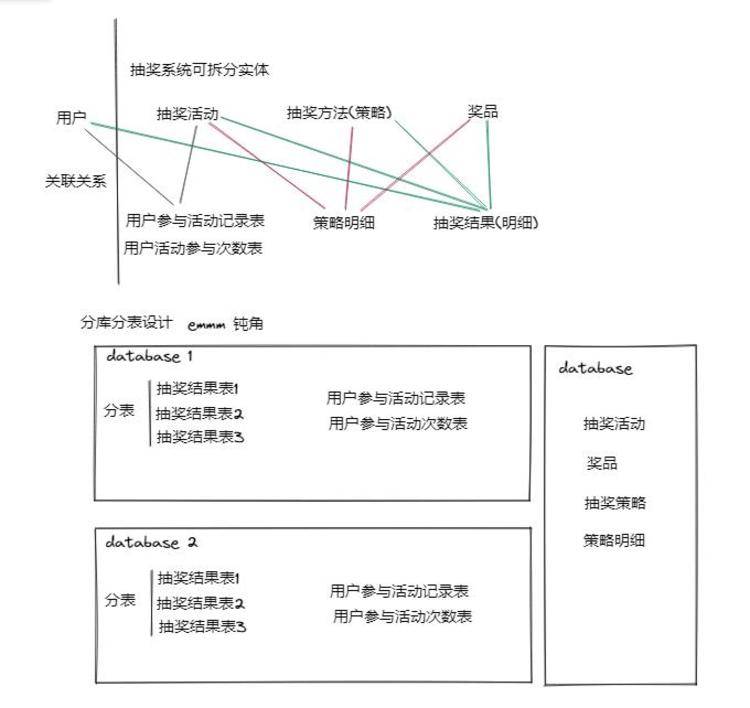 抽奖系统可拆分实体
用户 抽奖活动 抽奖方法(策略) 奖品
关联关系
用户参与活动记录表 策略明细 抽奖结果(明细)
用户活动参与次数表
分库分表设计 emmm 钝角
database 1
分表
抽奖结果表1
抽奖结果表2
抽奖结果表3
用户参与活动记录表
用户参与活动次数表
database
抽奖活动
奖品
抽奖策略
策略明细
database 2
分表
抽奖结果表1
抽奖结果表2
抽奖结果表3
用户参与活动记录表
用户参与活动次数表